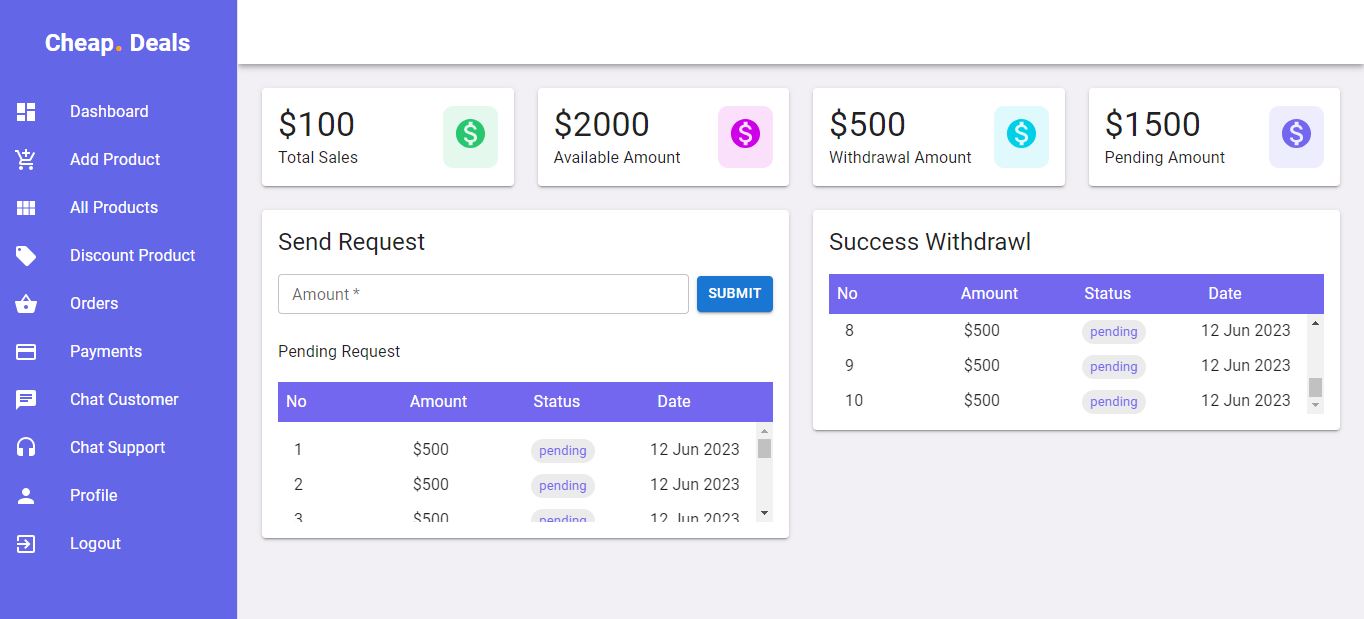 Cheap. Deals
Dashboard
Add Product
All Products
Discount Product
Orders
Payments
Chat Customer
Chat Support
Profile
Logout
$100
Total Sales
$2000
Available Amount
$500
Withdrawal Amount
$1500
Pending Amount
Send Request
Amount *
SUBMIT
Pending Request
No Amount Status Date
1 $500 pending 12 Jun 2023
2 $500 pending 12 Jun 2023
3 $500 pending 12 Jun 2023
Success Withdrawl
No Amount Status Date
8 $500 pending 12 Jun 2023
9 $500 pending 12 Jun 2023
10 $500 pending 12 Jun 2023